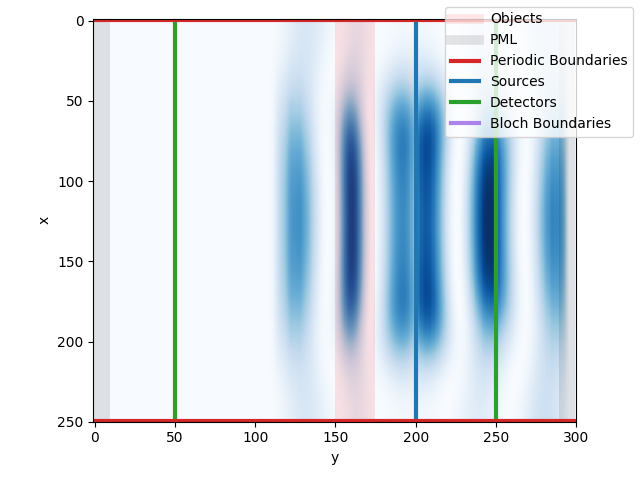 Objects
PML
Periodic Boundaries
Sources
Detectors
Bloch Boundaries
0
50
100
150
200
250
x
0 50 100 150 200 250 300
y